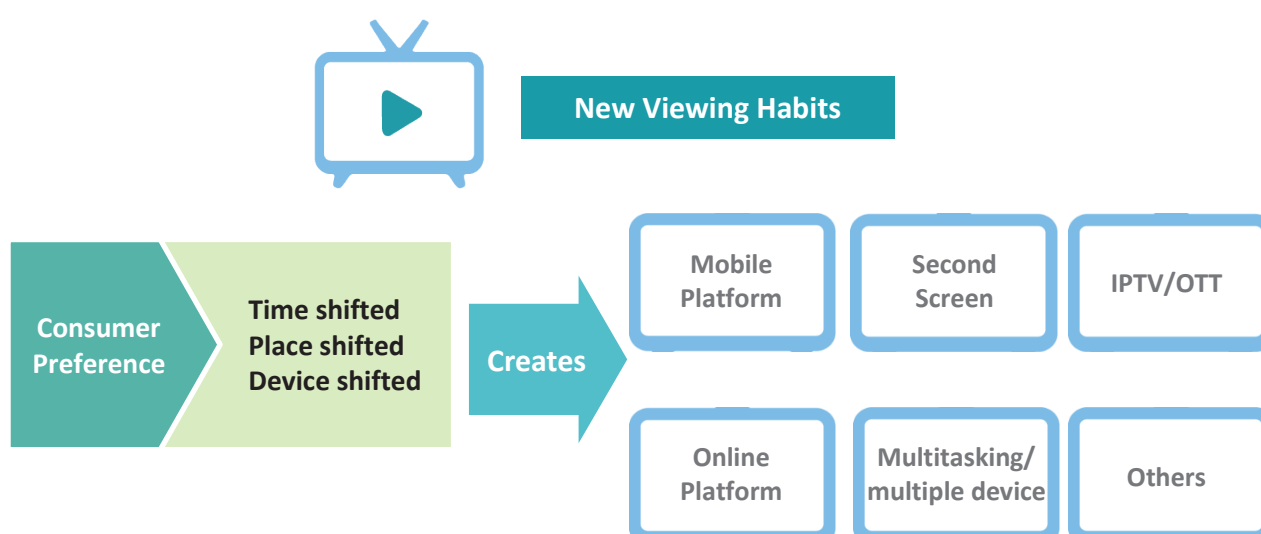 New Viewing Habits
Consumer
Preference
Time shifted
Place shifted
Device shifted
Creates
Mobile
Platform
Second
Screen
IPTV/OTT
Online
Platform
Multitasking/
multiple device
Others